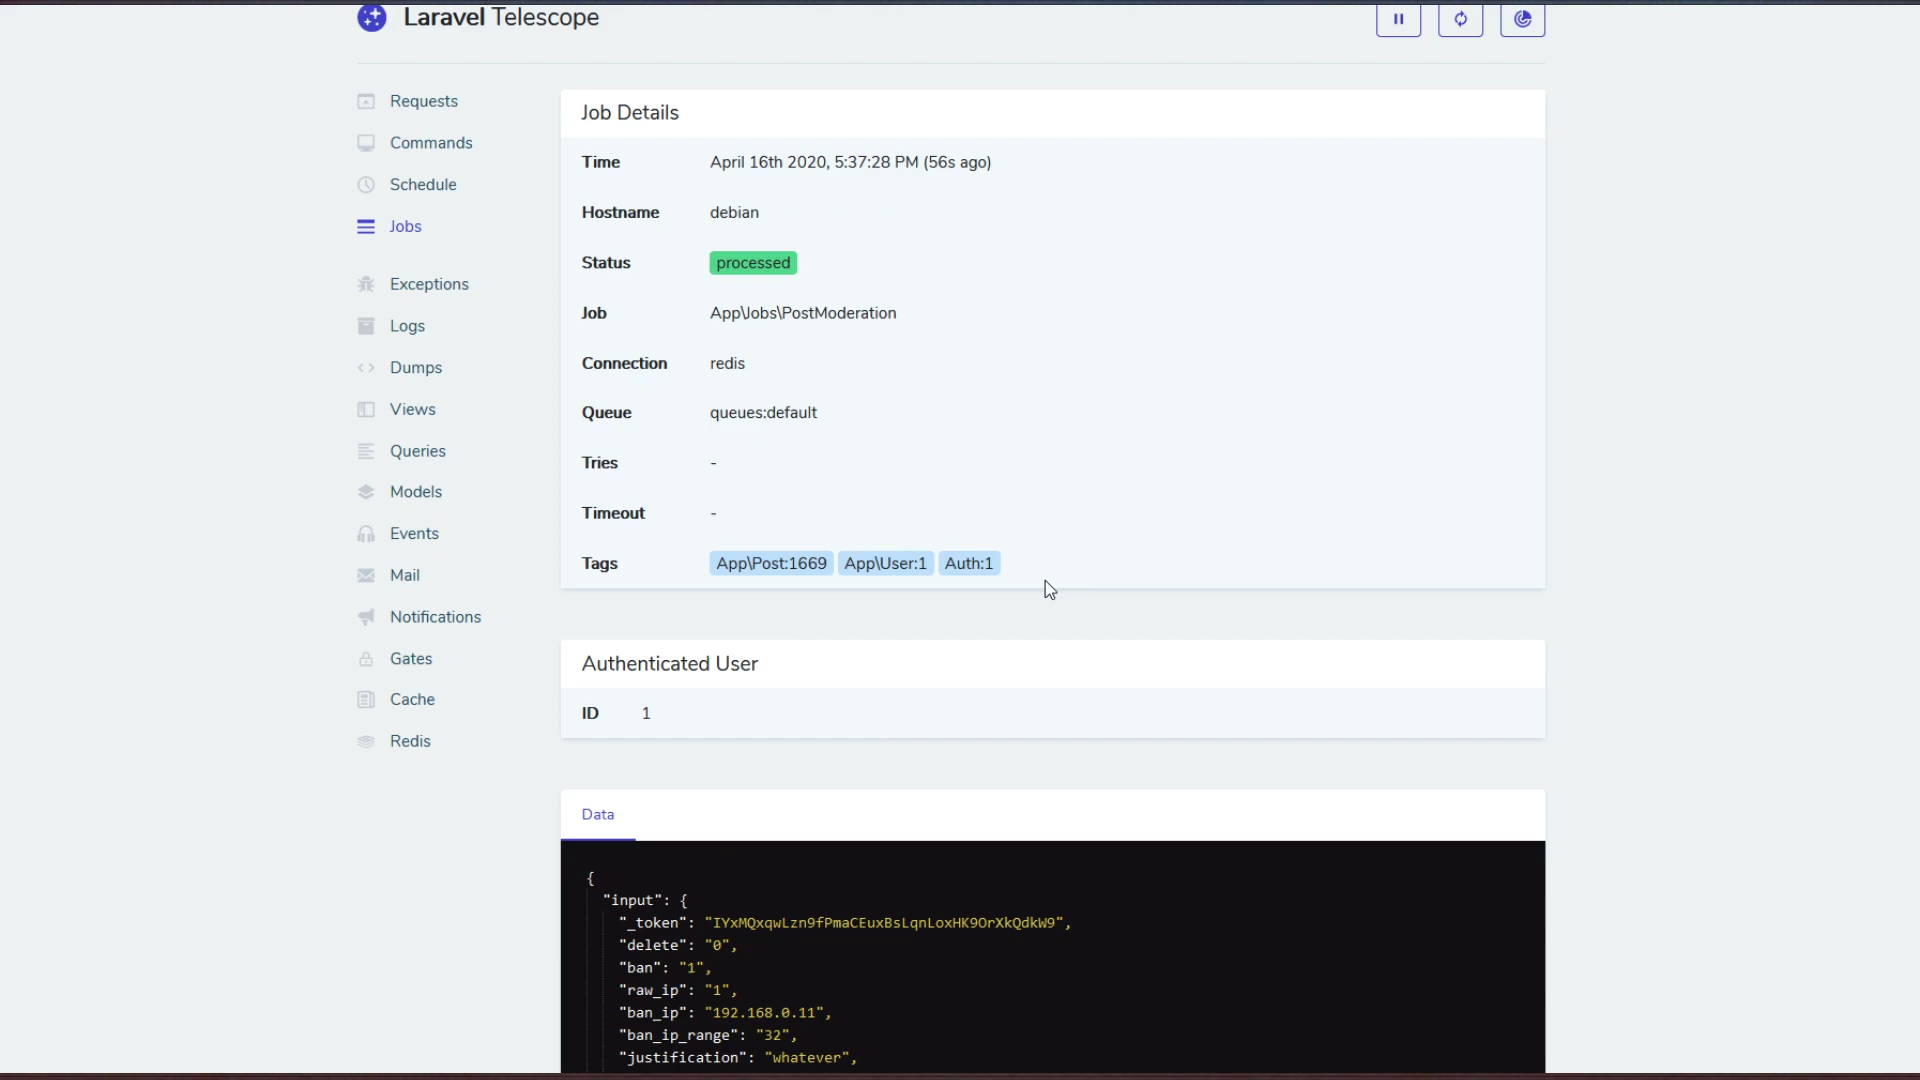 Laravel Telescope
Requests
Commands
Schedule
Jobs
Exceptions
Logs
Dumps
Views
Queries
Models
Events
Mail
Notifications
Gates
Cache
Redis
Job Details
Time April 16th 2020, 5:37:28 PM (56s ago)
Hostname debian
Status processed
Job App\Jobs\PostModeration
Connection redis
Queue queues:default
Tries -
Timeout -
Tags App\Post:1669 App\User:1 Auth:1
Authenticated User
ID 1
Data
{
"input": {
"_token": "IYxMQxqwLzn9fPmaCEuxBsLqnLoxHK9OrXkQdkW9",
"delete": "0",
"ban": "1",
"raw_ip": "1",
"ban_ip": "192.168.0.11",
"ban_ip_range": "32",
"justification": "whatever",